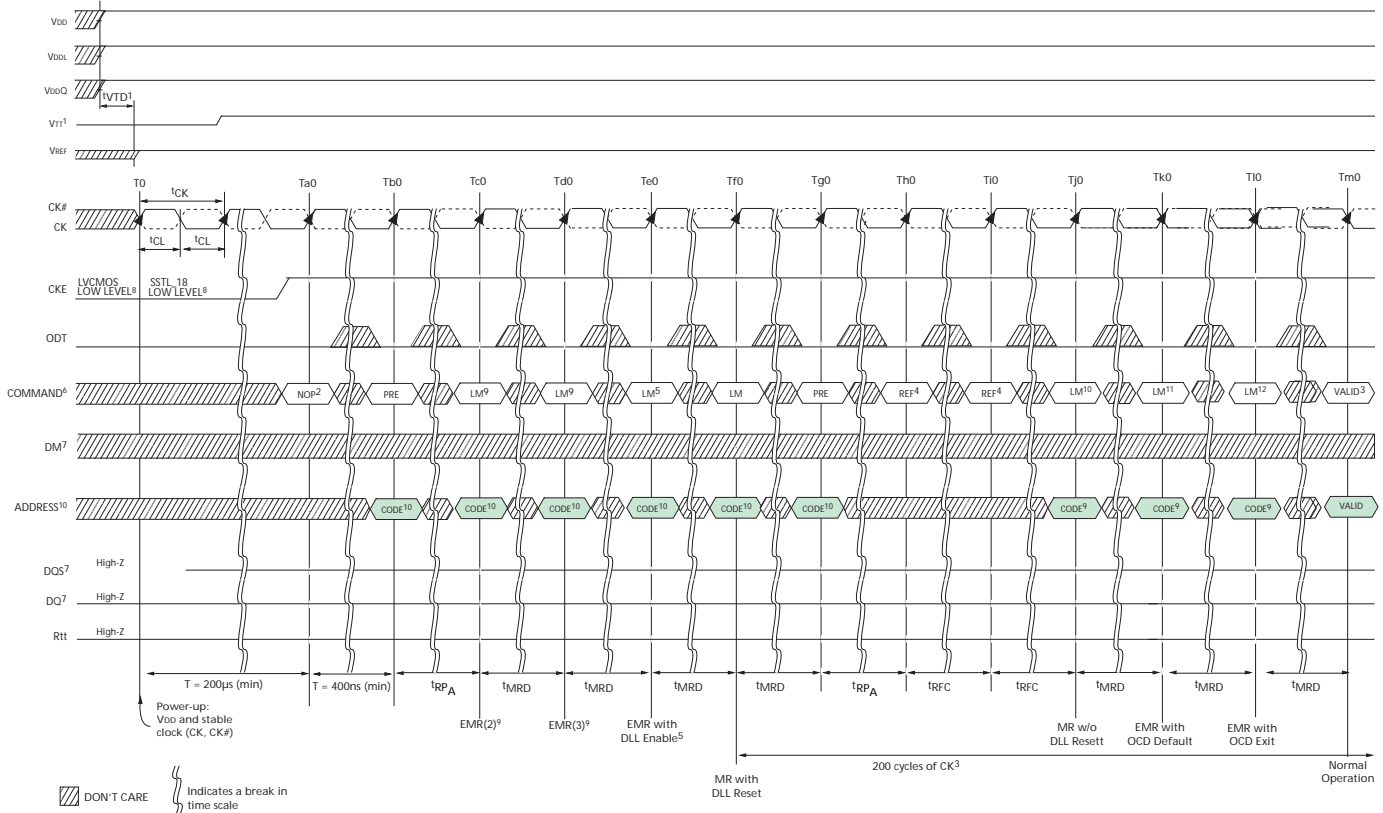 VDD
VDDL
VDDQ
tVTD1
VTT1
VREF
T0 Ta0 Tb0 Tc0 Td0 Te0 Tf0 Tg0 Th0 Ti0 Tj0 Tk0 Tl0 Tm0
tCK
CK#
CK
tCL tCL
CKE LVCMOS LOW LEVEL8 SSTL_18 LOW LEVEL8
ODT
COMMAND6 NOP2 PRE LM9 LM9 LM5 LM PRE REF4 REF4 LM10 LM11 LM12 VALID3
DM7
ADDRESS10 CODE10 CODE10 CODE10 CODE10 CODE10 CODE10 CODE9 CODE9 CODE9 VALID
DQS7 High-Z
DQ7 High-Z
Rtt High-Z
T = 200µs (min) T = 400ns (min) tRPA tMRD tMRD tMRD tMRD tRPA tRFC tRFC tMRD tMRD tMRD
Power-up:
VDD and stable
clock (CK, CK#)
EMR(2)9
EMR(3)9
EMR with
DLL Enable5
MR w/o
DLL Resett
EMR with
OCD Default
EMR with
OCD Exit
200 cycles of CK3
MR with
DLL Reset
Normal
Operation
DON'T CARE
Indicates a break in
time scale